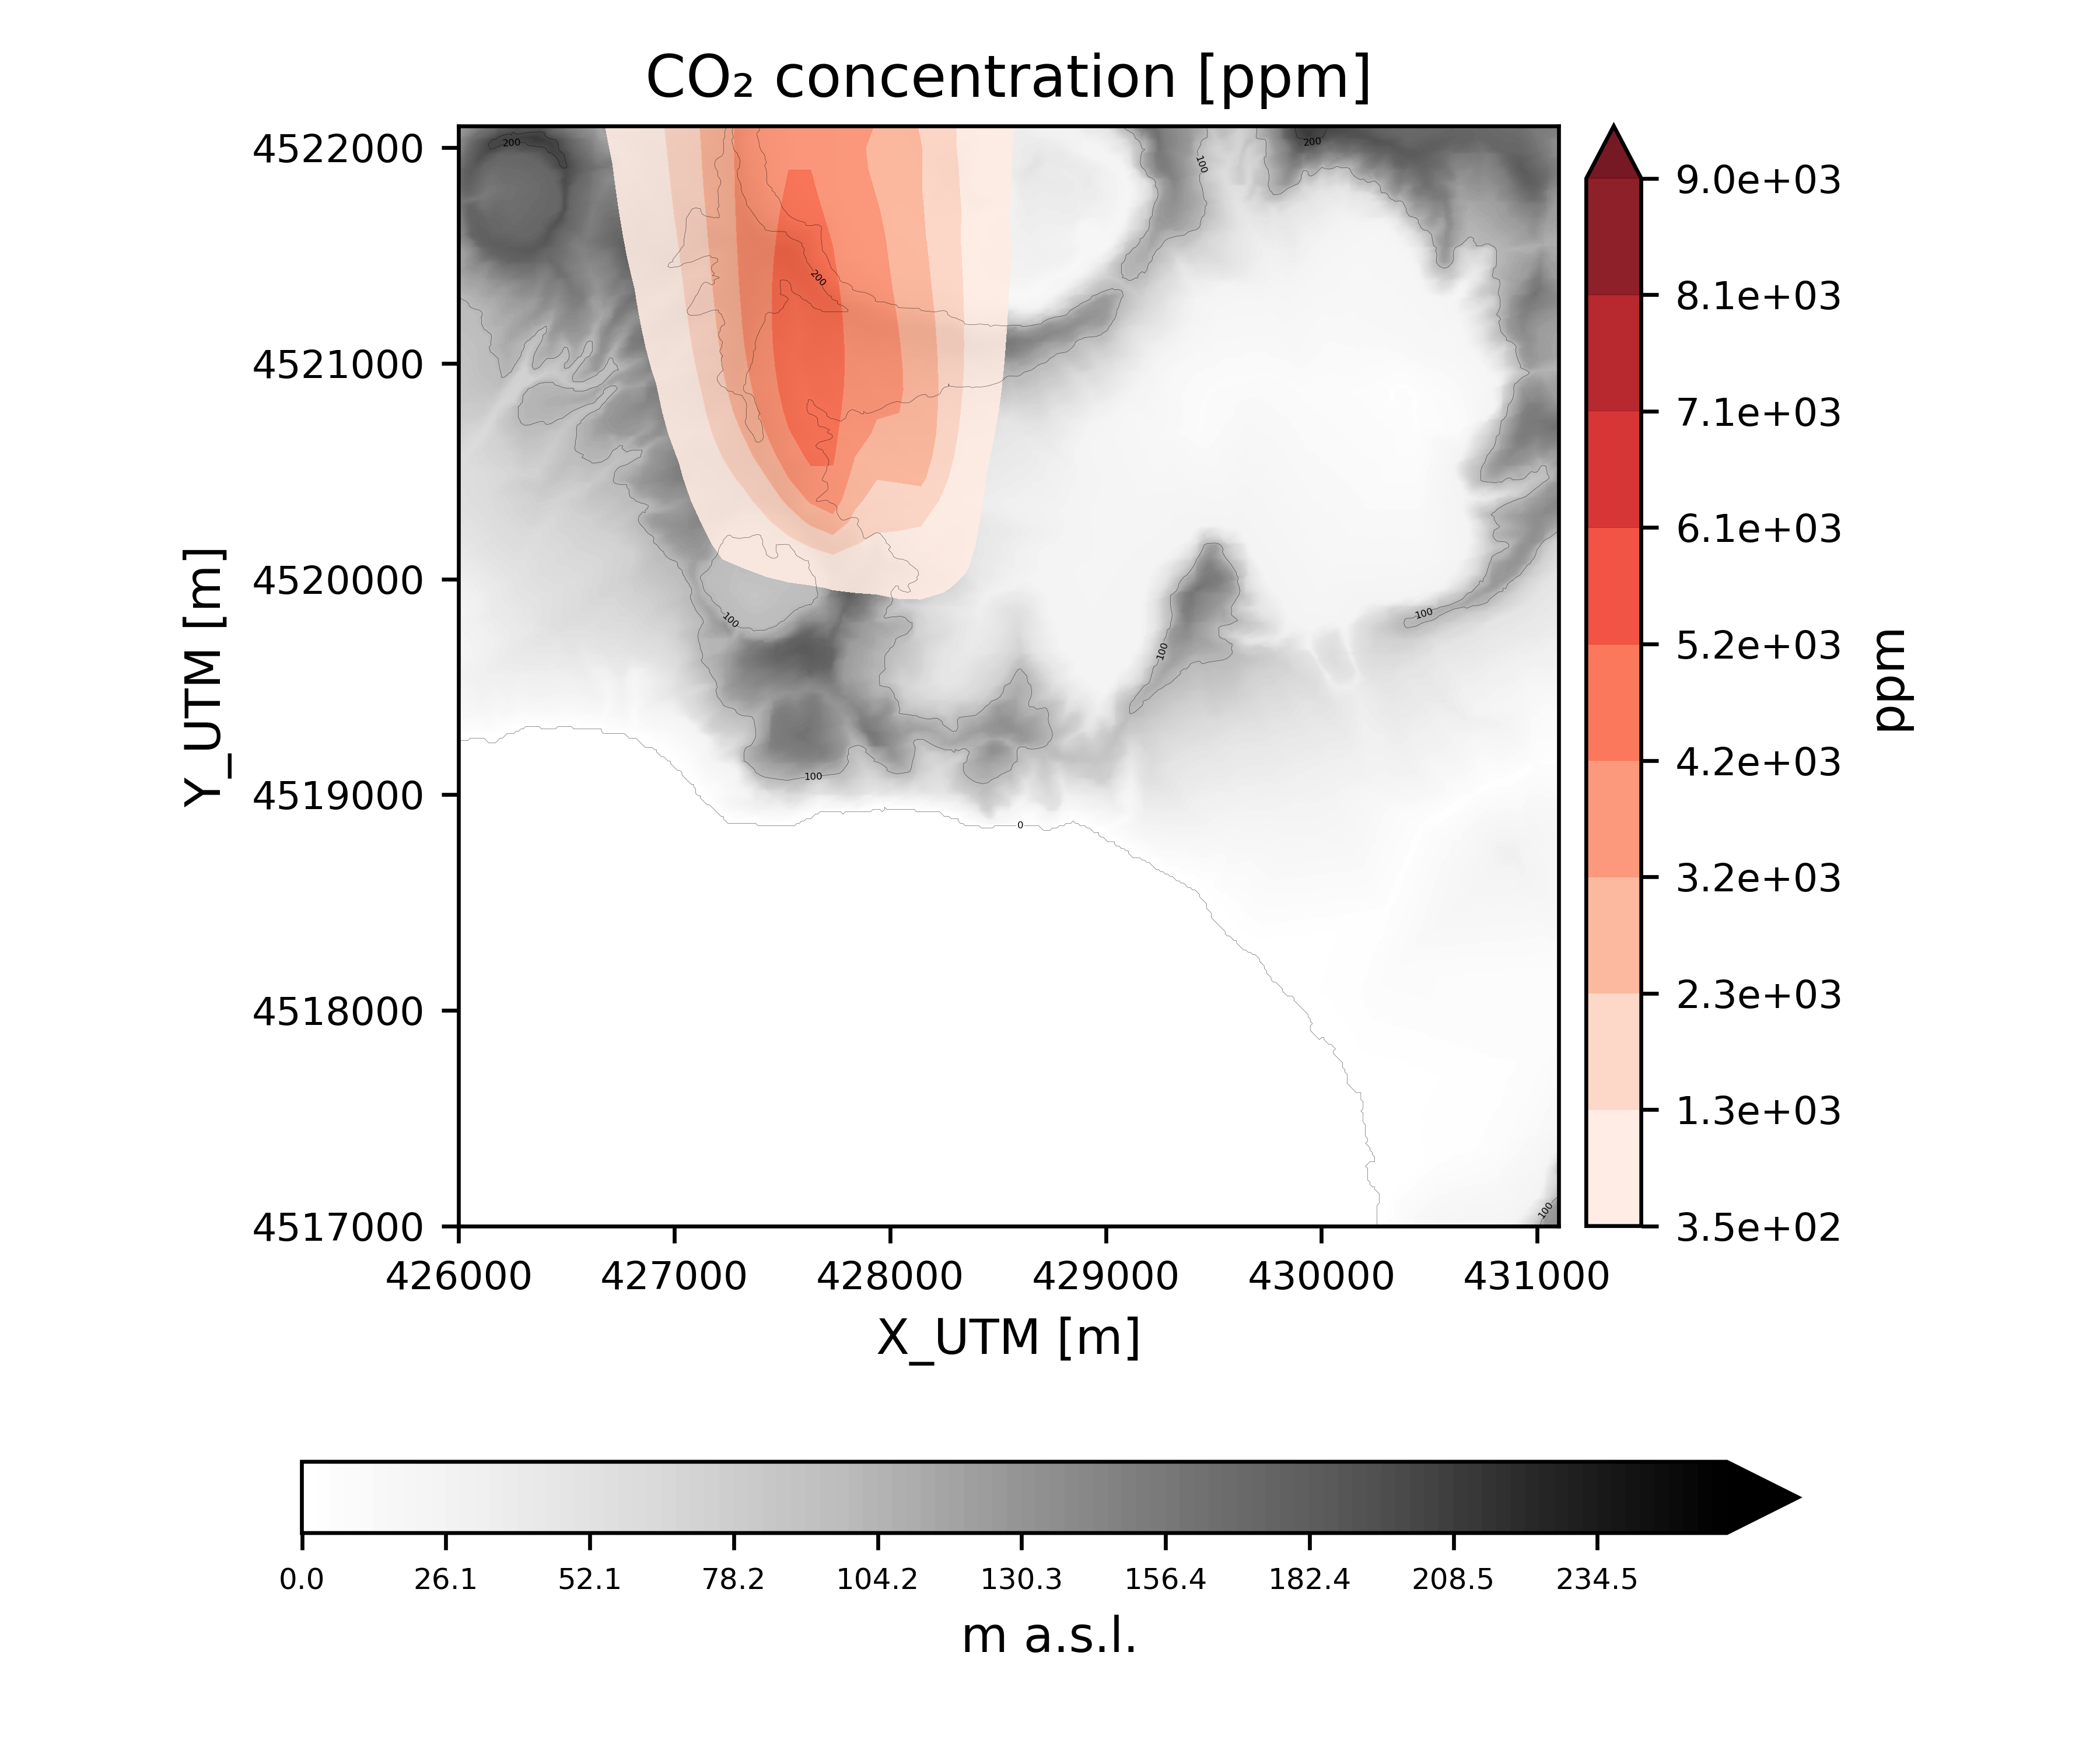 CO₂ concentration [ppm]
4522000
4521000
4520000
4519000
4518000
4517000
Y_UTM [m]
426000 427000 428000 429000 430000 431000
X_UTM [m]
200
200
100
200
100
100
100
100
0
100
9.0e+03
8.1e+03
7.1e+03
6.1e+03
5.2e+03
4.2e+03
3.2e+03
2.3e+03
1.3e+03
3.5e+02
ppm
0.0 26.1 52.1 78.2 104.2 130.3 156.4 182.4 208.5 234.5
m a.s.l.